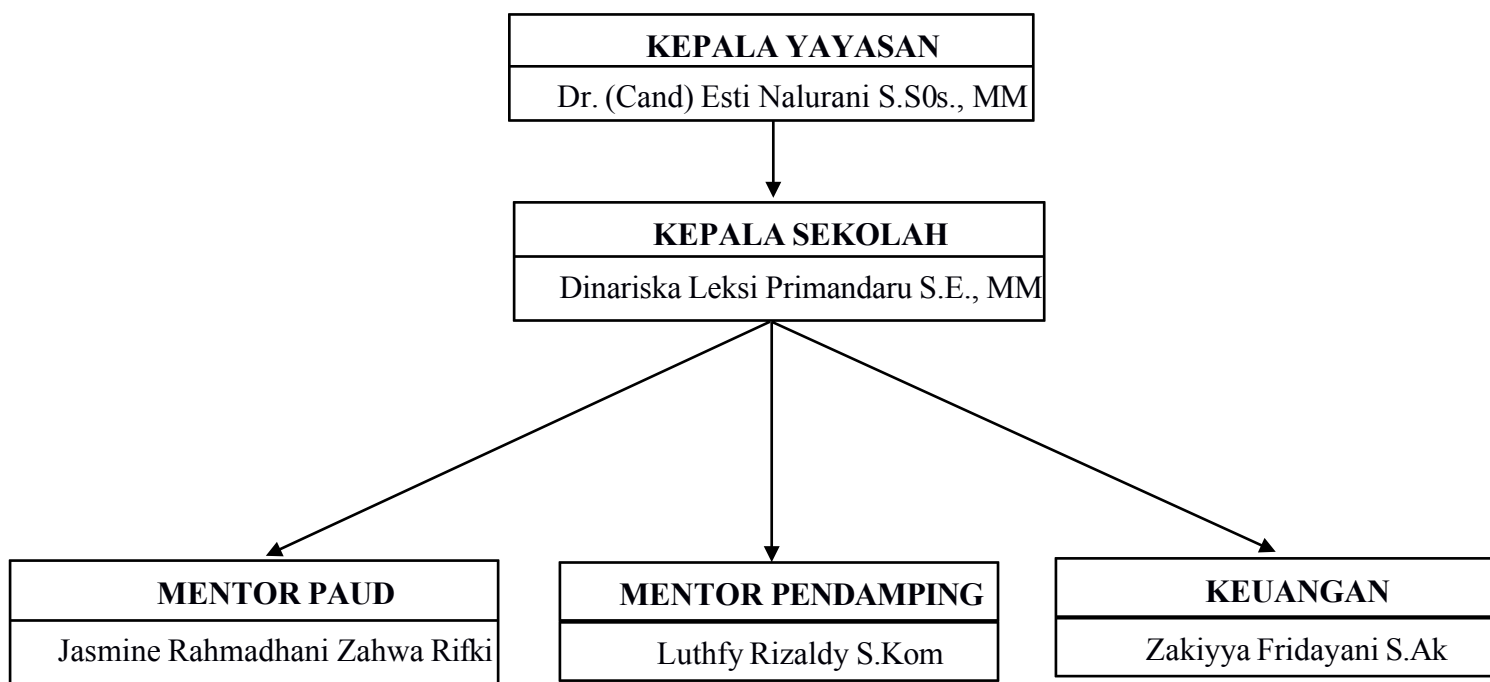 KEPALA YAYASAN
Dr. (Cand) Esti Nalurani S.S0s., MM
KEPALA SEKOLAH
Dinariska Leksi Primandaru S.E., MM
MENTOR PAUD
Jasmine Rahmadhani Zahwa Rifki
MENTOR PENDAMPING
Luthfy Rizaldy S.Kom
KEUANGAN
Zakiyya Fridayani S.Ak